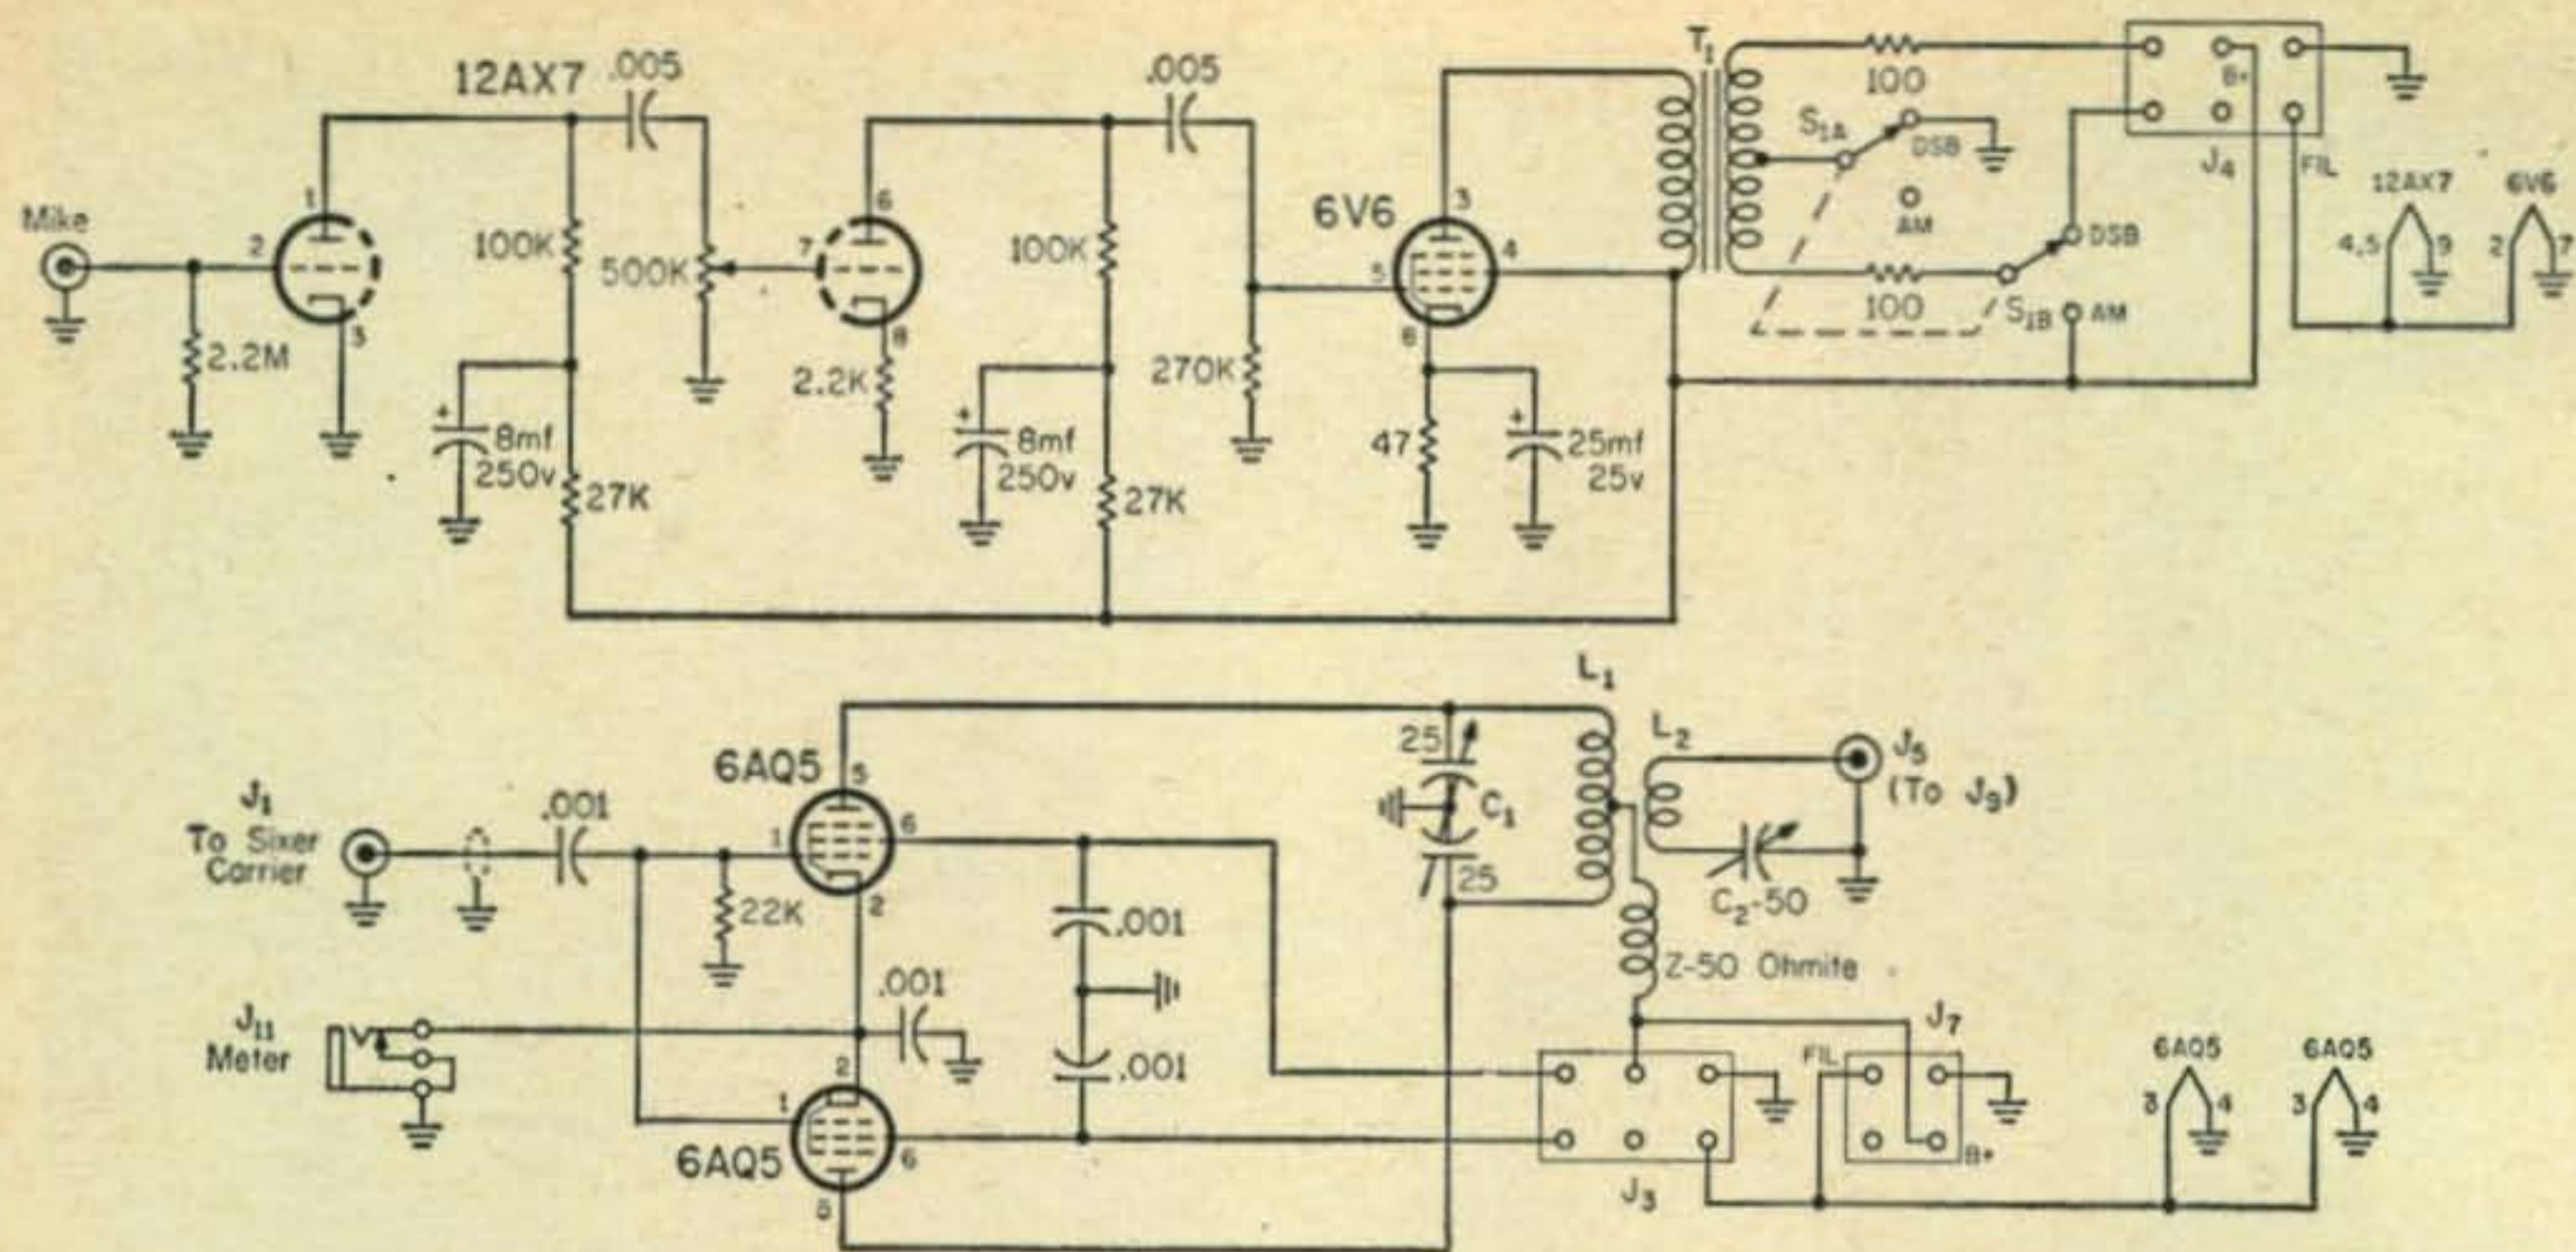 12AX7
.005
.005
T1
100
B+
S1A
DSB
AM
J4
FIL
12AX7
6V6
4,5
9
2
7
Mike
1
2
3
100K
500K
6
7
8
100K
6V6
3
4
5
8
DSB
100
S1B
AM
2.2M
2.2K
270K
+
8mf
250v
27K
+
8mf
250v
27K
47
+
25mf
25v
L1
L2
25
C1
25
J5
(To J9)
C2-50
Z-50 Ohmite
J1
To Sixer
Carrier
.001
6AQ5
5
1
6
2
22K
.001
.001
.001
J11
Meter
2
1
6AQ5
6
5
J3
FIL
J7
B+
6AQ5
6AQ5
3
4
3
4